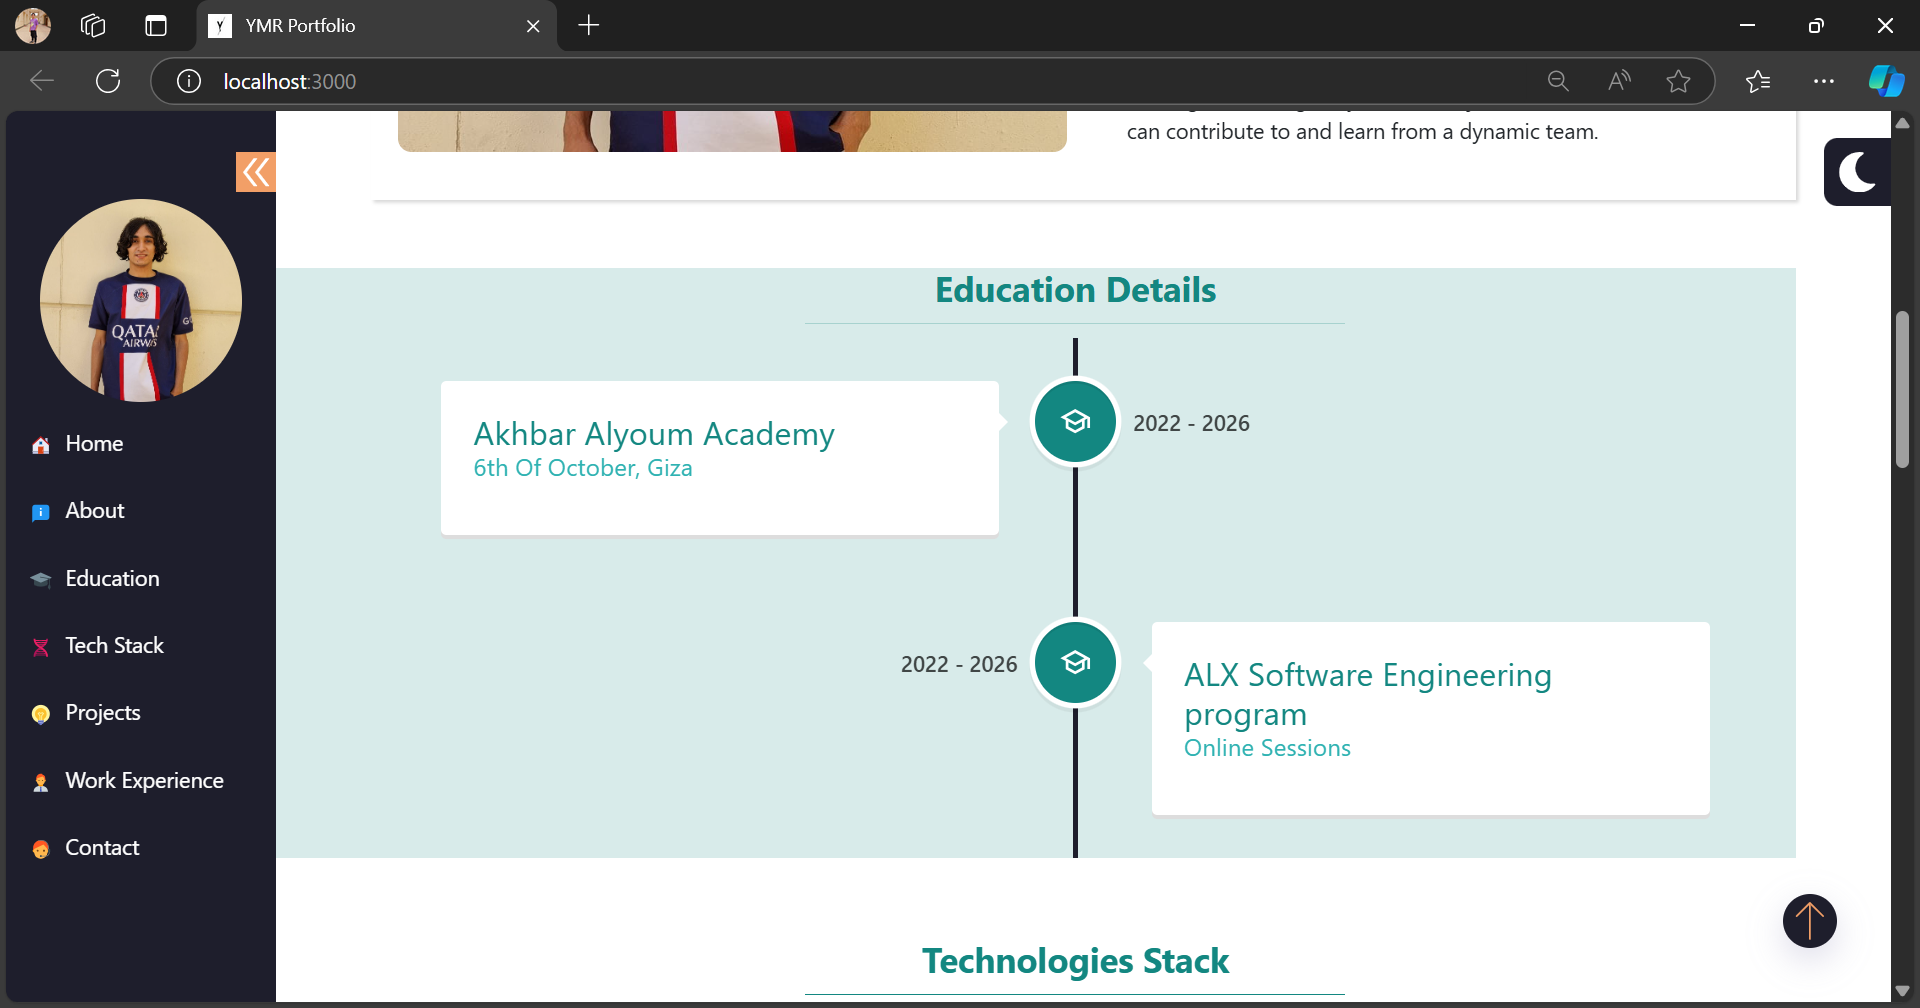 YMR Portfolio
localhost:3000
can contribute to and learn from a dynamic team.
QATAR
AIRWAYS
Home
About
Education
Tech Stack
Projects
Work Experience
Contact
Education Details
Akhbar Alyoum Academy
6th Of October, Giza
2022 - 2026
2022 - 2026
ALX Software Engineering
program
Online Sessions
Technologies Stack